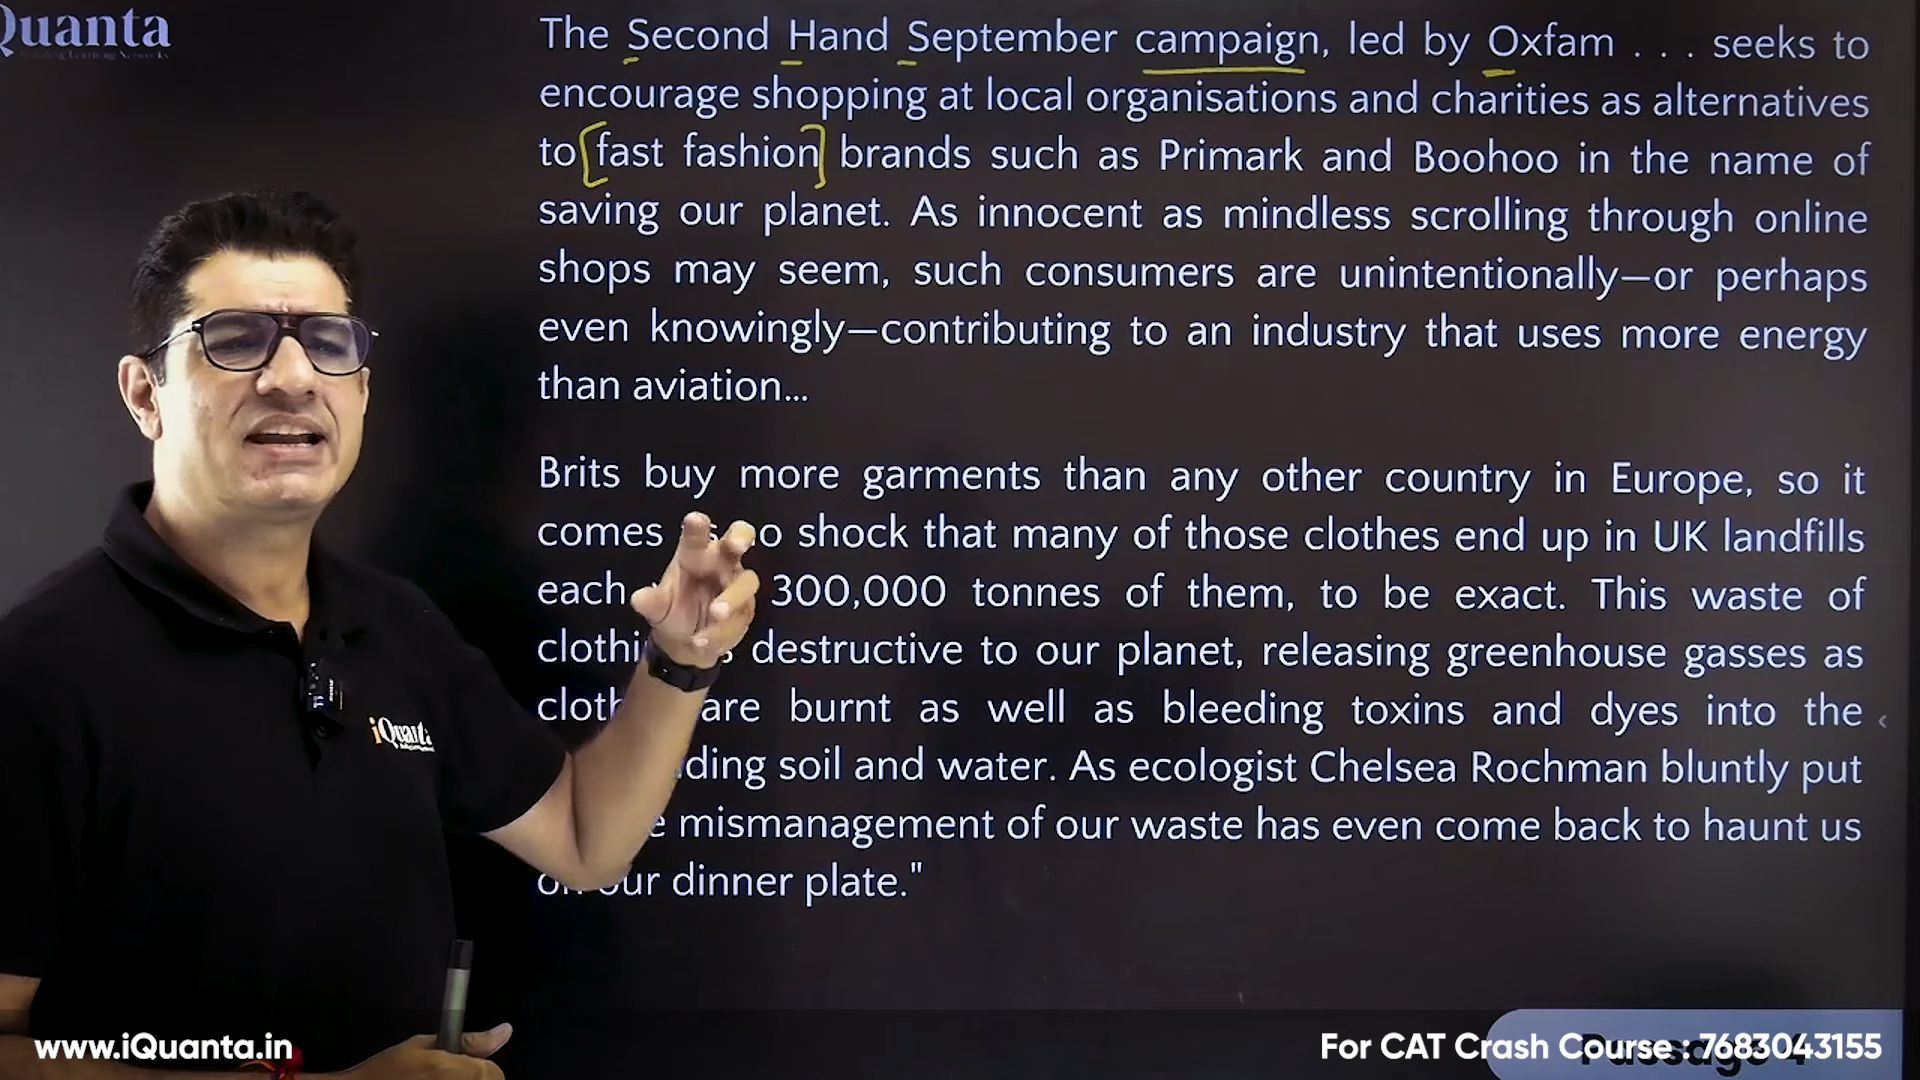 Quanta
The Second Hand September campaign, led by Oxfam . . . seeks to
encourage shopping at local organisations and charities as alternatives
to [fast fashion] brands such as Primark and Boohoo in the name of
saving our planet. As innocent as mindless scrolling through online
shops may seem, such consumers are unintentionally—or perhaps
even knowingly—contributing to an industry that uses more energy
than aviation...
Brits buy more garments than any other country in Europe, so it
comes no shock that many of those clothes end up in UK landfills
each 300,000 tonnes of them, to be exact. This waste of
destructive to our planet, releasing greenhouse gasses as
are burnt as well as bleeding toxins and dyes into the
soil and water. As ecologist Chelsea Rochman bluntly put
mismanagement of our waste has even come back to haunt us
our dinner plate."
iQuanta
www.iQuanta.in
For CAT Crash Course : 7683043155
Passage 4